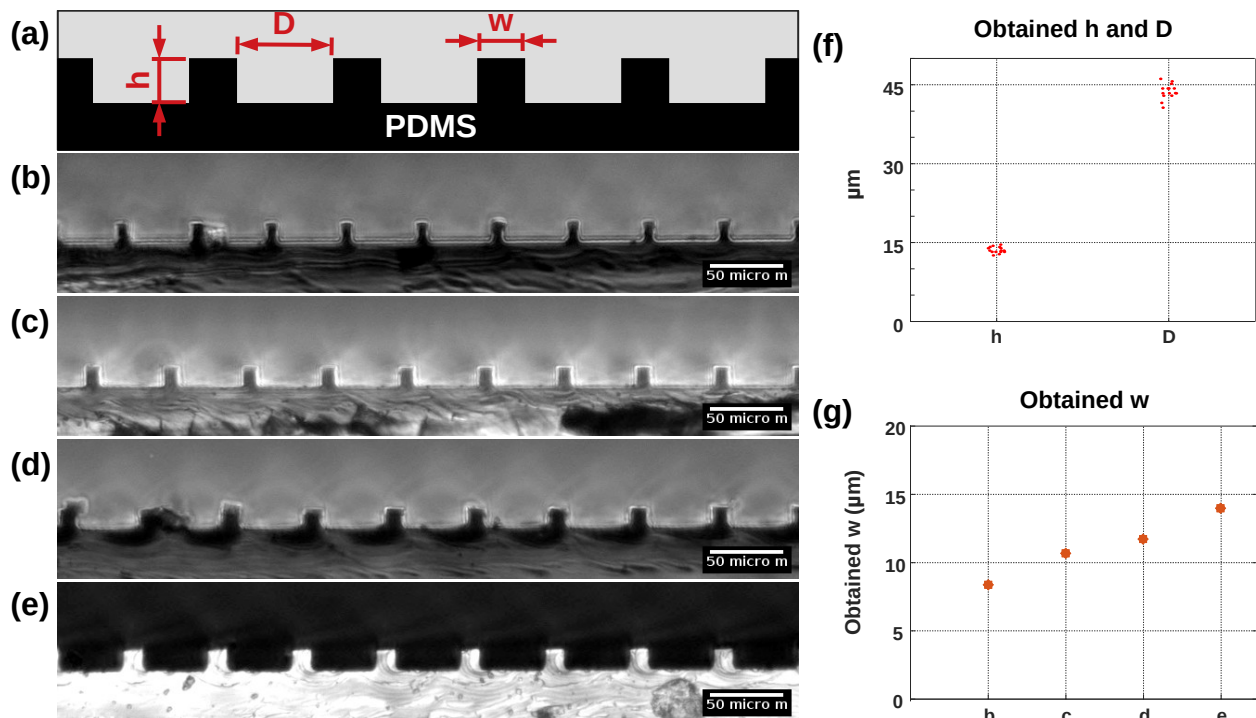 (a)
D
w
h
PDMS
(b)
50 micro m
(c)
50 micro m
(d)
50 micro m
(e)
50 micro m
(f)
Obtained h and D
µm
45
30
15
0
h
D
(g)
Obtained w
Obtained w (µm)
20
15
10
5
0
b
c
d
e